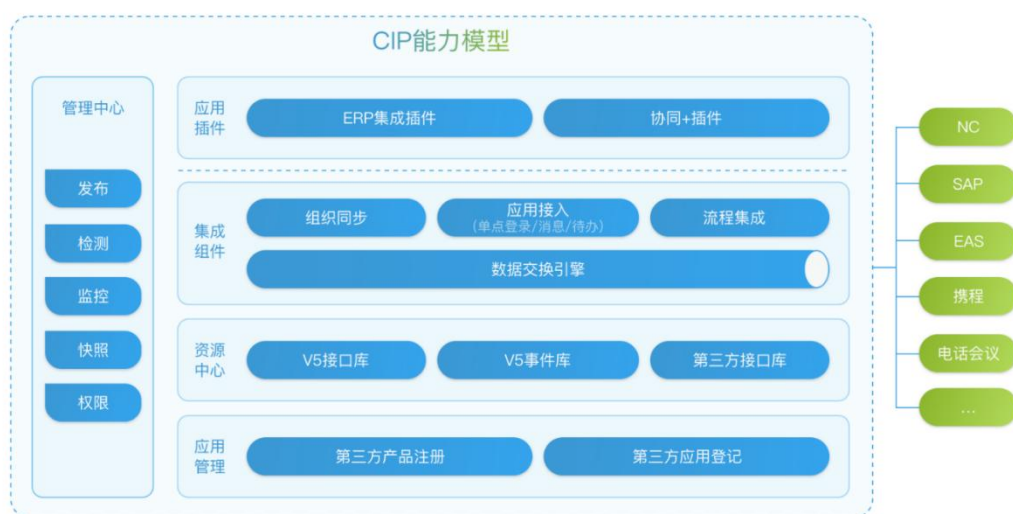 CIP能力模型
管理中心
发布
检测
监控
快照
权限
应用
插件
ERP集成插件
协同+插件
集成
组件
组织同步
应用接入
(单点登录/消息/待办)
流程集成
数据交换引擎
资源
中心
V5接口库
V5事件库
第三方接口库
应用
管理
第三方产品注册
第三方应用登记
NC
SAP
EAS
携程
电话会议
...